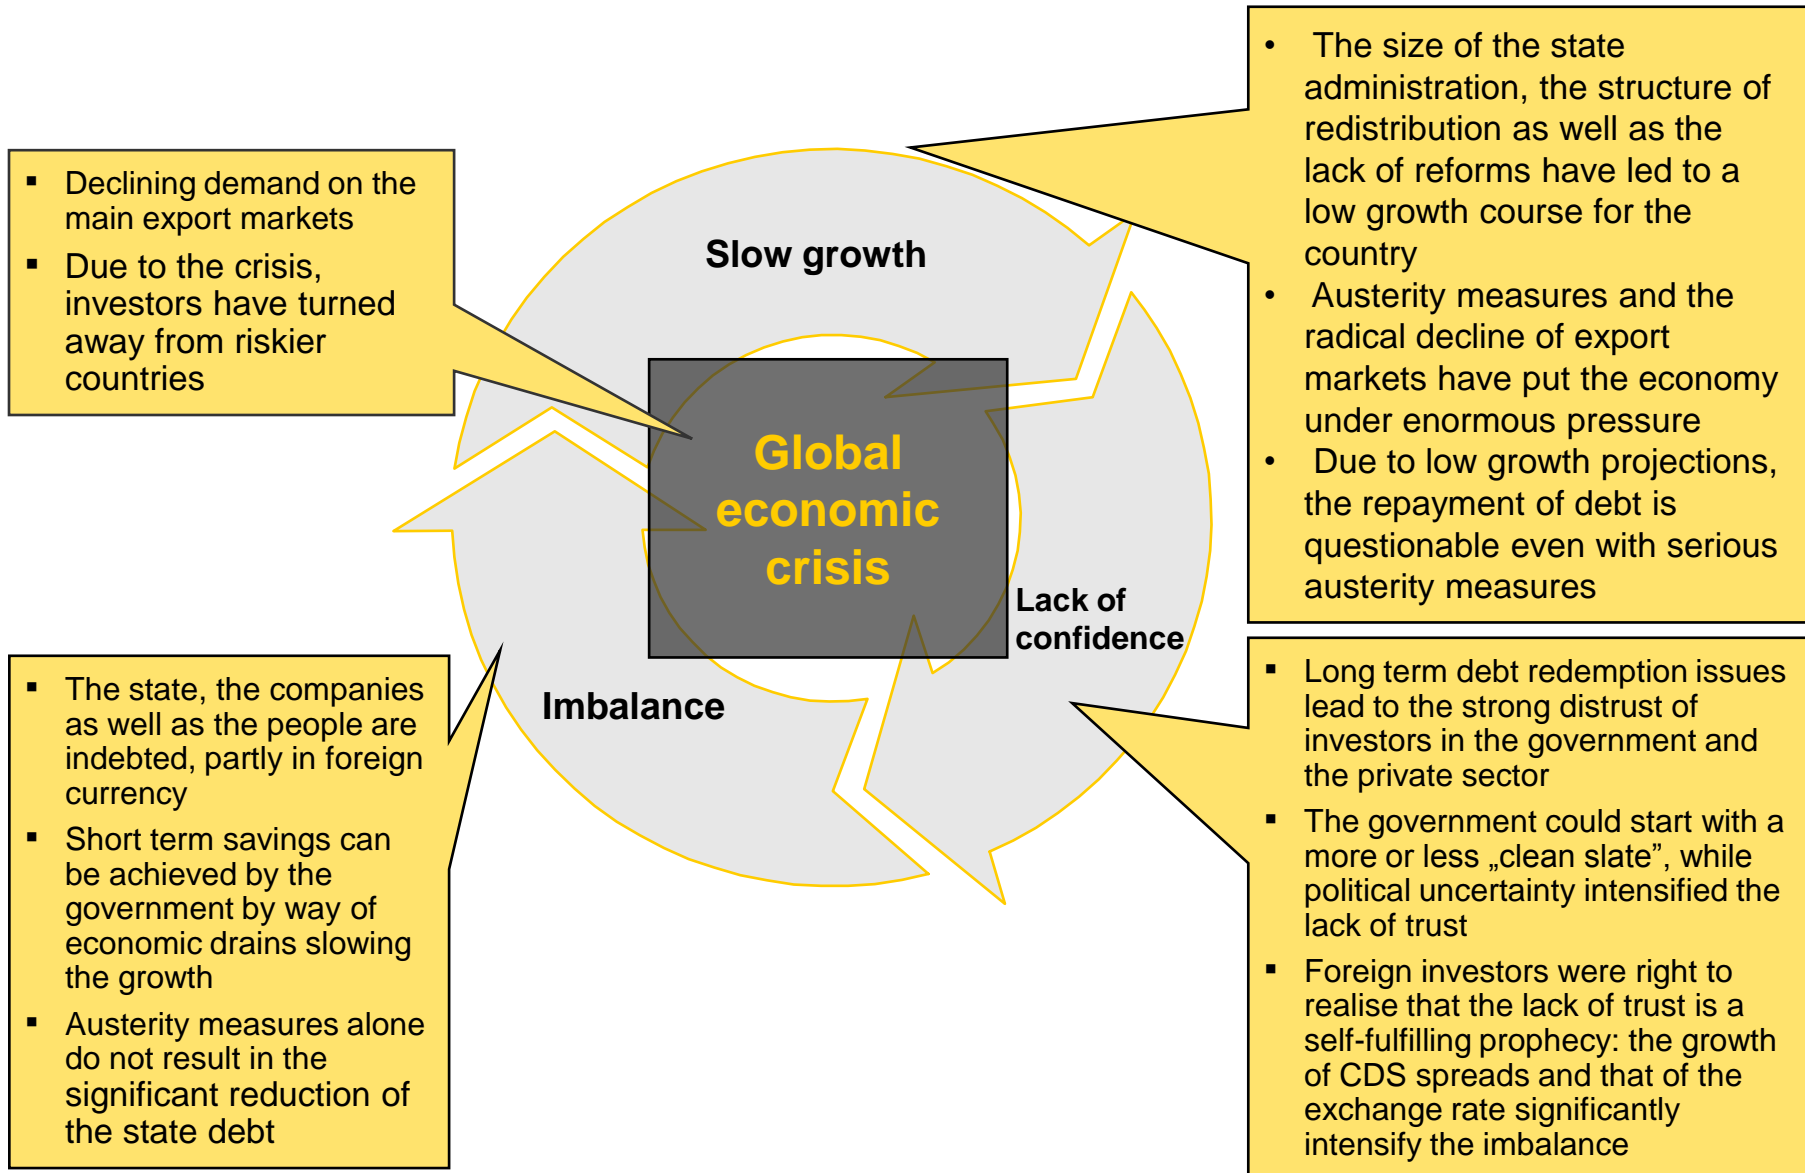 ▪ Declining demand on the
main export markets
▪ Due to the crisis,
investors have turned
away from riskier
countries
Slow growth
• The size of the state
administration, the structure of
redistribution as well as the
lack of reforms have led to a
low growth course for the
country
• Austerity measures and the
radical decline of export
markets have put the economy
under enormous pressure
• Due to low growth projections,
the repayment of debt is
questionable even with serious
austerity measures
Global
economic
crisis
Lack of
confidence
Imbalance
▪ The state, the companies
as well as the people are
indebted, partly in foreign
currency
▪ Short term savings can
be achieved by the
government by way of
economic drains slowing
the growth
▪ Austerity measures alone
do not result in the
significant reduction of
the state debt
▪ Long term debt redemption issues
lead to the strong distrust of
investors in the government and
the private sector
▪ The government could start with a
more or less „clean slate”, while
political uncertainty intensified the
lack of trust
▪ Foreign investors were right to
realise that the lack of trust is a
self-fulfilling prophecy: the growth
of CDS spreads and that of the
exchange rate significantly
intensify the imbalance